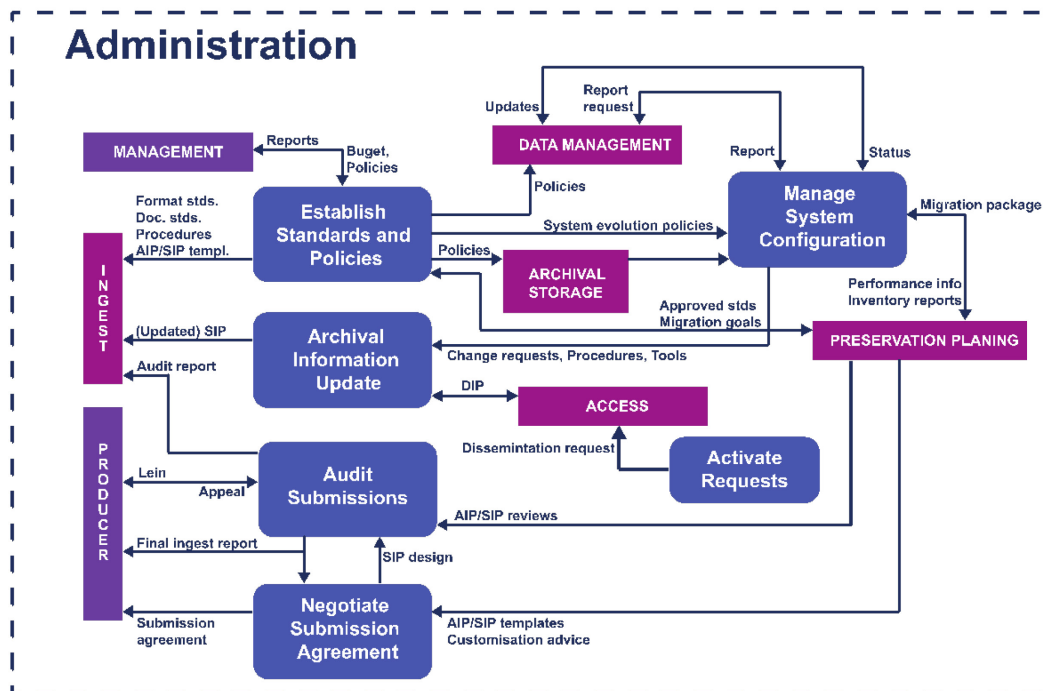 Administration
Report
request
Updates
MANAGEMENT
Reports
Buget,
Policies
DATA MANAGEMENT
Report
Status
Policies
Manage
System
Configuration
Migration package
Format stds.
Doc. stds.
Procedures
AIP/SIP templ.
Establish
Standards and
Policies
System evolution policies
Policies
ARCHIVAL
STORAGE
Performance info
Inventory reports
INGEST
Approved stds
Migration goals
(Updated) SIP
Archival
Information
Update
PRESERVATION PLANING
Change requests, Procedures, Tools
Audit report
DIP
ACCESS
Dissemintation request
Activate
Requests
PRODUCER
Lein
Appeal
Audit
Submissions
AIP/SIP reviews
Final ingest report
SIP design
Negotiate
Submission
Agreement
Submission
agreement
AIP/SIP templates
Customisation advice